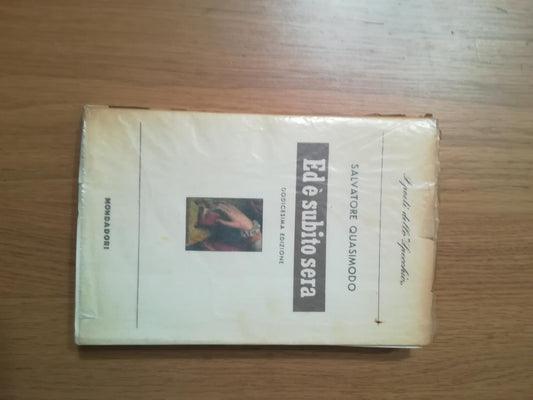 I poeti dello "Specchio"
SALVATORE QUASIMODO
Ed è subito sera
DODICESIMA EDIZIONE
MONDADORI